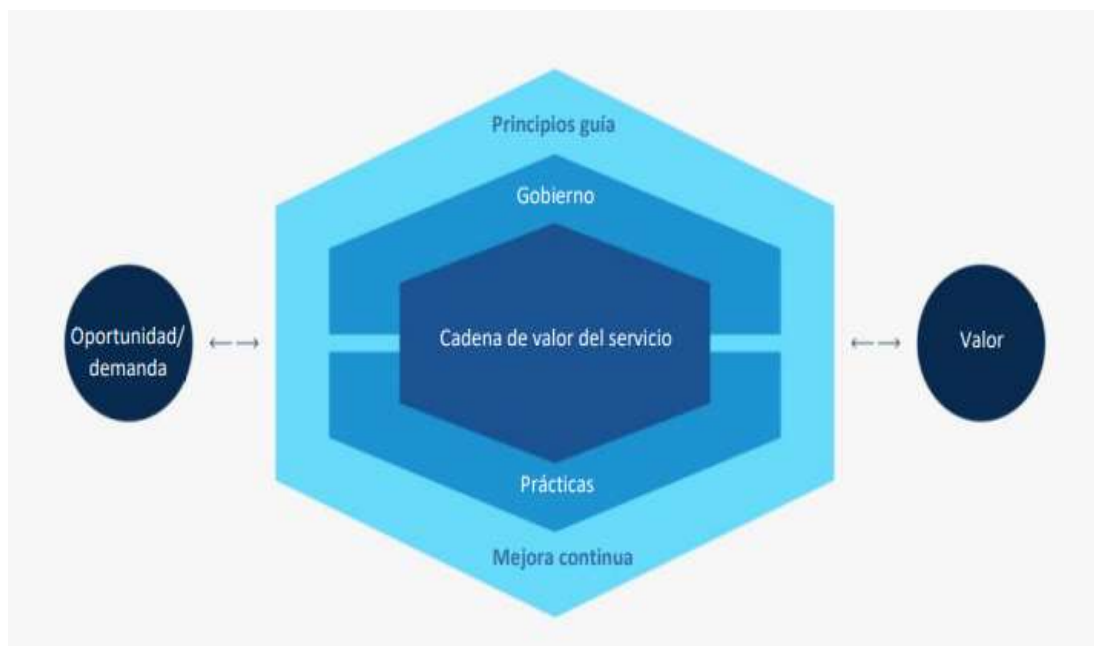 Principios guía
Gobierno
Oportunidad/
demanda
Cadena de valor del servicio
Valor
Prácticas
Mejora continua